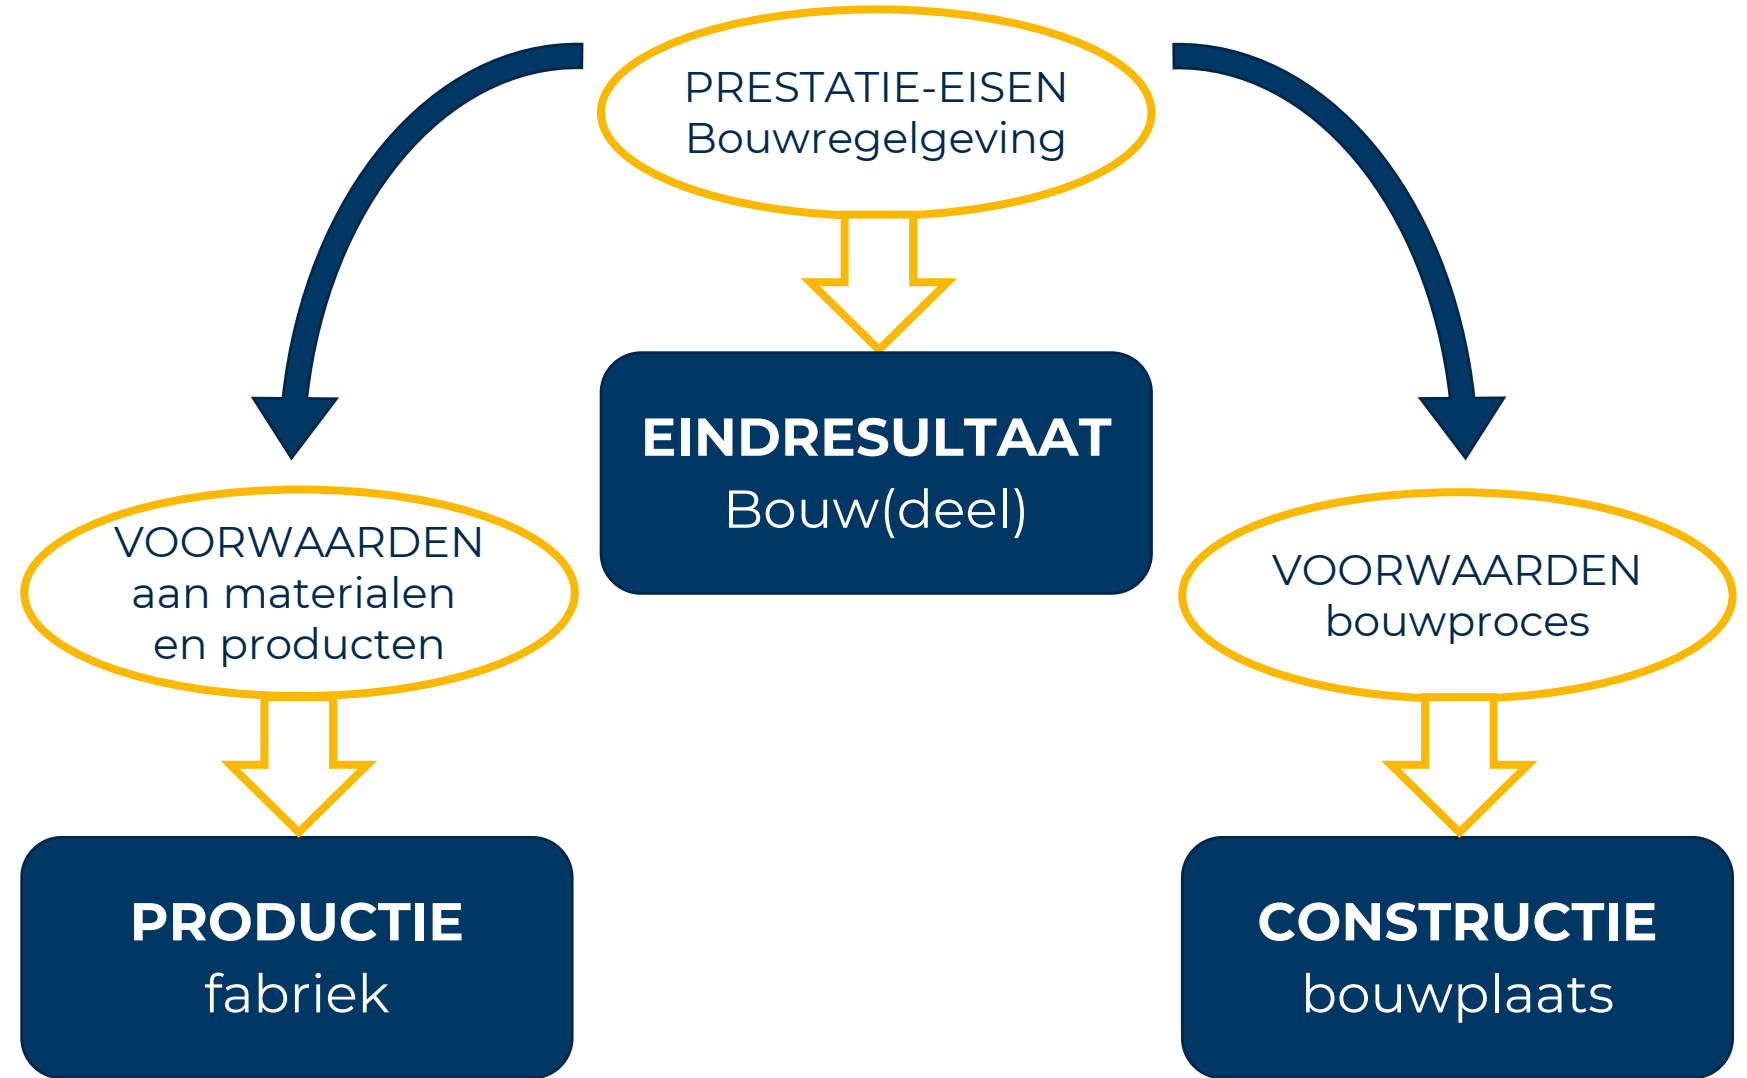 PRESTATIE-EISEN
Bouwregelgeving
EINDRESULTAAT
Bouw(deel)
VOORWAARDEN
aan materialen
en producten
VOORWAARDEN
bouwproces
PRODUCTIE
fabriek
CONSTRUCTIE
bouwplaats